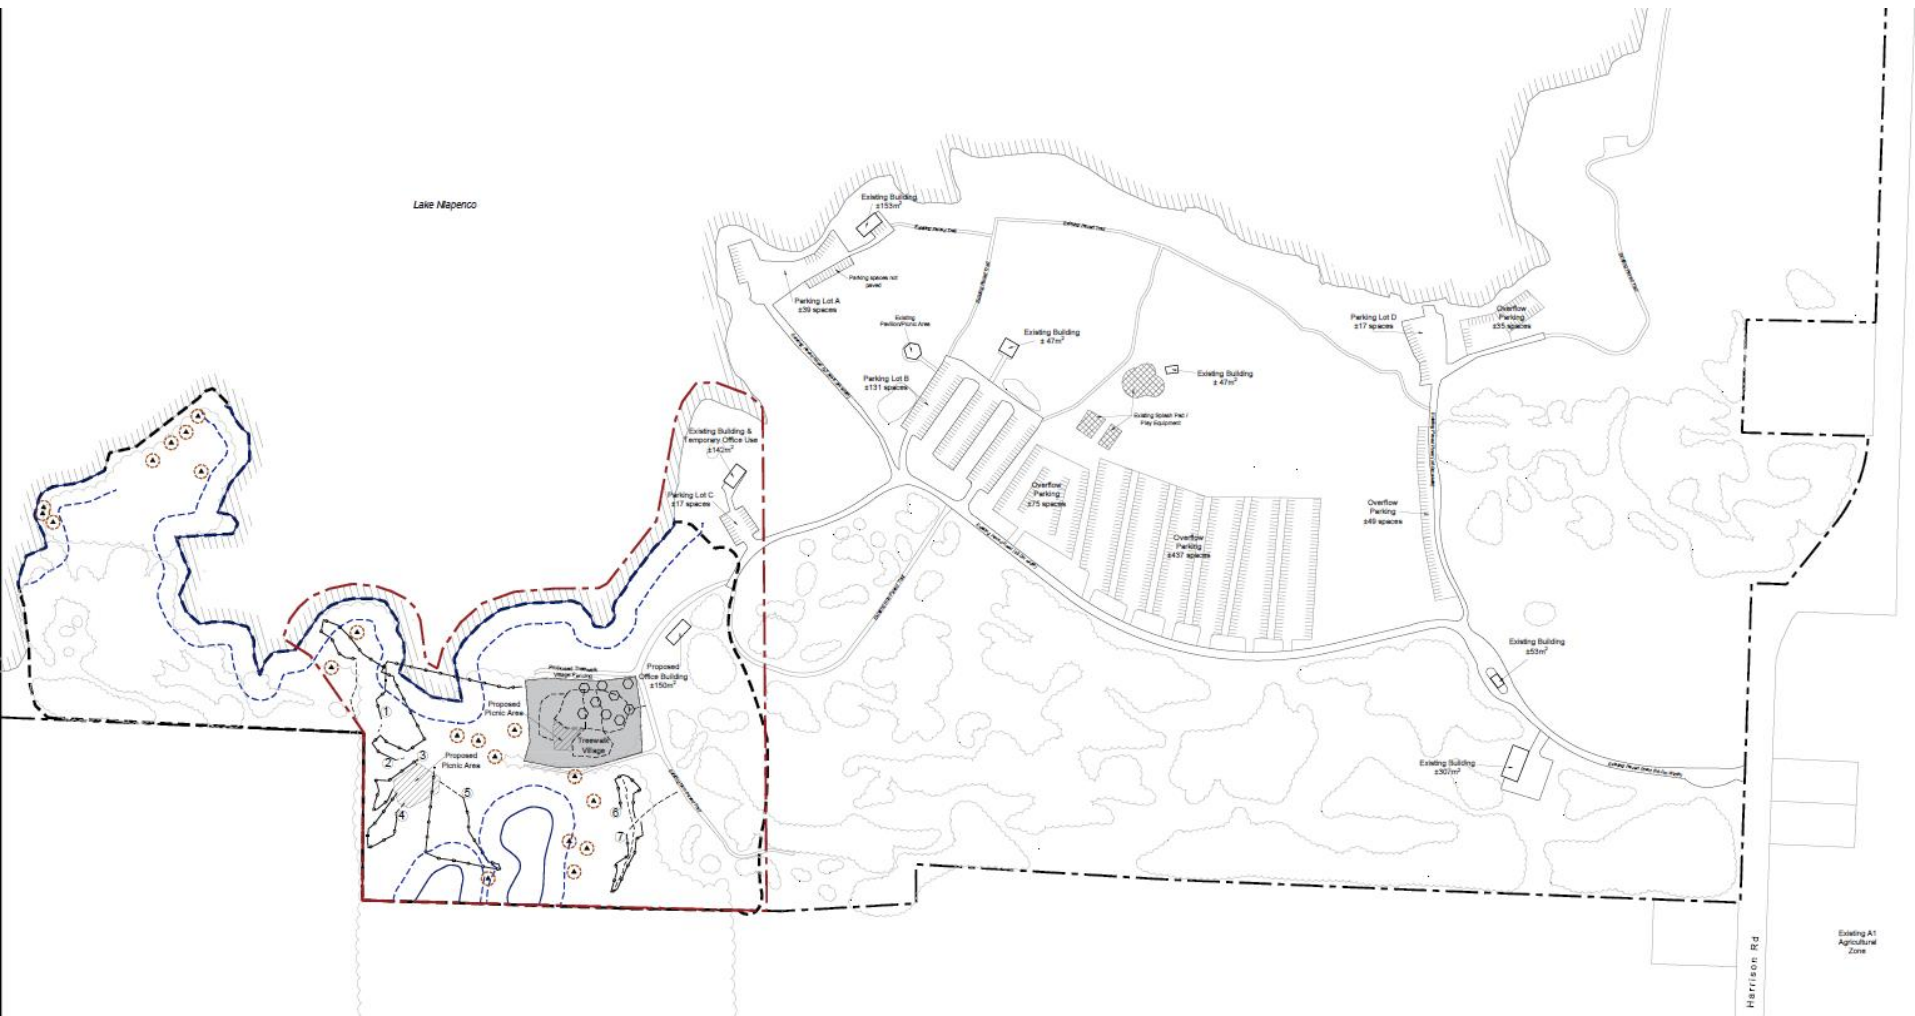 Lake Niapenco
Existing Building
±153m²
Parking spaces not
paved
Parking Lot A
±39 spaces
Existing
Pavilion/Picnic Area
Existing Building
± 47m²
Parking Lot B
±131 spaces
Existing Building
± 47m²
Existing Splash Pad /
Play Equipment
Parking Lot D
±17 spaces
Overflow
Parking
±35 spaces
Existing Building &
Temporary Office Use
±142m²
Parking Lot C
±17 spaces
Overflow
Parking
±75 spaces
Overflow
Parking
±437 spaces
Overflow
Parking
±49 spaces
Existing Building
±53m²
Existing Building
±307m²
Proposed Treewalk
Village Fencing
Proposed
Office Building
±150m²
Proposed
Picnic Area
Treewalk
Village
Proposed
Picnic Area
1
2
3
4
5
6
7
Harrison Rd
Existing A1
Agricultural
Zone